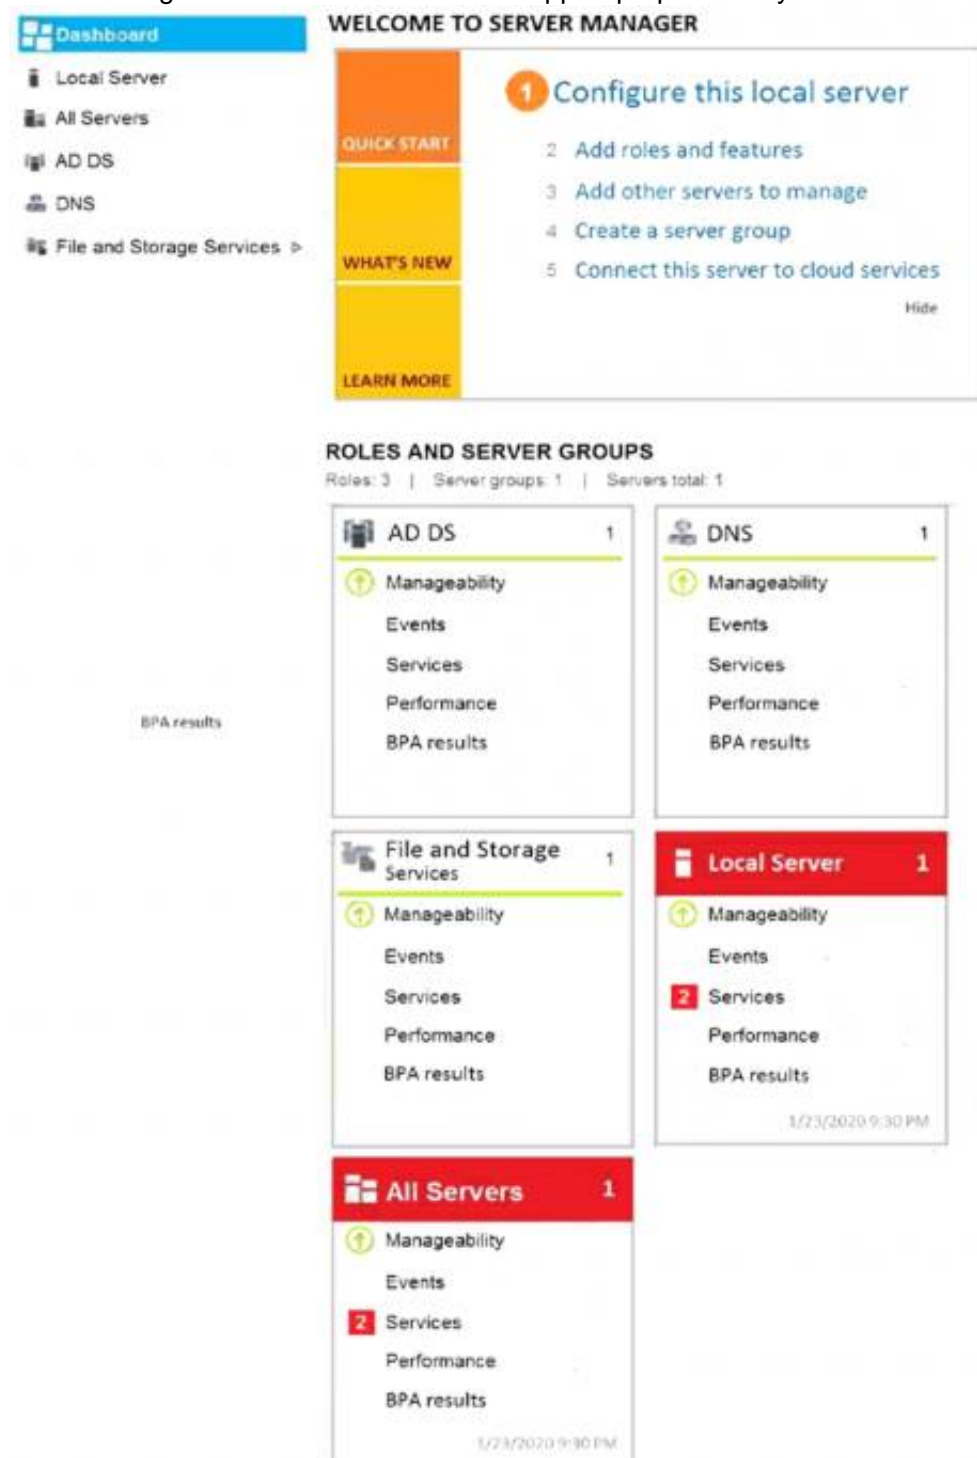 Dashboard
Local Server
All Servers
AD DS
DNS
File and Storage Services
WELCOME TO SERVER MANAGER
QUICK START
WHAT'S NEW
LEARN MORE
1 Configure this local server
2 Add roles and features
3 Add other servers to manage
4 Create a server group
5 Connect this server to cloud services
Hide
ROLES AND SERVER GROUPS
Roles: 3 | Server groups: 1 | Servers total: 1
AD DS 1
Manageability
Events
Services
Performance
BPA results
DNS 1
Manageability
Events
Services
Performance
BPA results
BPA results
File and Storage
Services 1
Manageability
Events
Services
Performance
BPA results
Local Server 1
Manageability
Events
2 Services
Performance
BPA results
1/23/2020 9:30 PM
All Servers 1
Manageability
Events
2 Services
Performance
BPA results
1/23/2020 9:30 PM